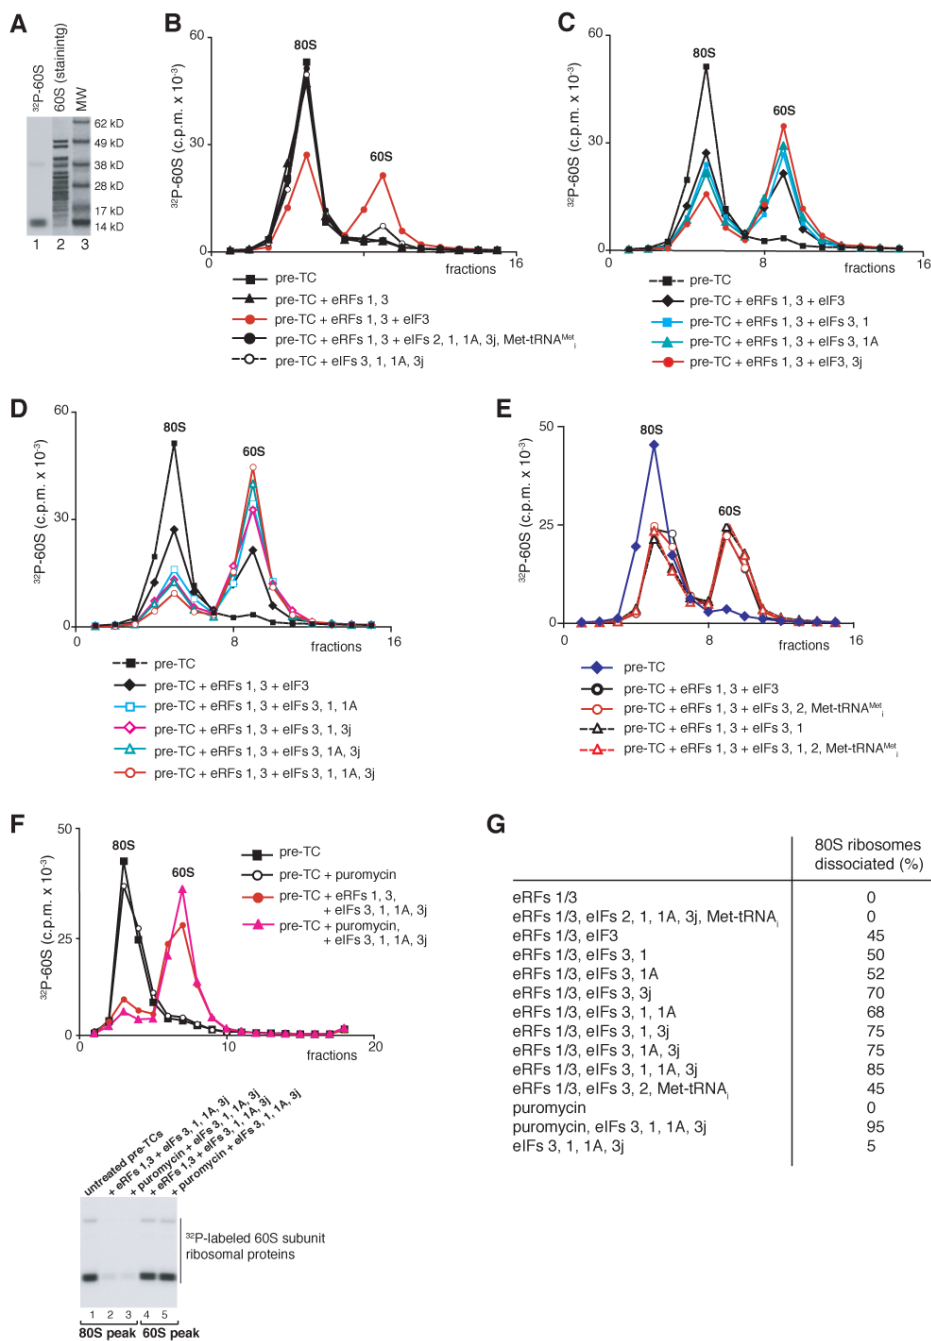 A
³²P-60S
60S (stainintg)
MW
62 kD
49 kD
38 kD
28 kD
17 kD
14 kD
1 2 3
B
³²P-60S (c.p.m. x 10⁻³)
60
30
0
80S
60S
0
16
fractions
pre-TC
pre-TC + eRFs 1, 3
pre-TC + eRFs 1, 3 + eIF3
pre-TC + eRFs 1, 3 + eIFs 2, 1, 1A, 3j, Met-tRNAᴹᵉᵗᵢ
pre-TC + eIFs 3, 1, 1A, 3j
C
³²P-60S (c.p.m. x 10⁻³)
60
30
0
80S
60S
0
8
16
fractions
pre-TC
pre-TC + eRFs 1, 3 + eIF3
pre-TC + eRFs 1, 3 + eIFs 3, 1
pre-TC + eRFs 1, 3 + eIFs 3, 1A
pre-TC + eRFs 1, 3 + eIF3, 3j
D
³²P-60S (c.p.m. x 10⁻³)
60
30
0
80S
60S
0
8
16
fractions
pre-TC
pre-TC + eRFs 1, 3 + eIF3
pre-TC + eRFs 1, 3 + eIFs 3, 1, 1A
pre-TC + eRFs 1, 3 + eIFs 3, 1, 3j
pre-TC + eRFs 1, 3 + eIFs 3, 1A, 3j
pre-TC + eRFs 1, 3 + eIFs 3, 1, 1A, 3j
E
³²P-60S (c.p.m. x 10⁻³)
50
25
0
80S
60S
0
8
16
fractions
pre-TC
pre-TC + eRFs 1, 3 + eIF3
pre-TC + eRFs 1, 3 + eIFs 3, 2, Met-tRNAᴹᵉᵗᵢ
pre-TC + eRFs 1, 3 + eIFs 3, 1
pre-TC + eRFs 1, 3 + eIFs 3, 1, 2, Met-tRNAᴹᵉᵗᵢ
F
³²P-60S (c.p.m. x 10⁻³)
50
25
0
80S
60S
0
10
20
fractions
pre-TC
pre-TC + puromycin
pre-TC + eRFs 1, 3,
+ eIFs 3, 1, 1A, 3j
pre-TC + puromycin,
+ eIFs 3, 1, 1A, 3j
untreated pre-TCs
+ eRFs 1,3 + eIFs 3, 1, 1A, 3j
+ puromycin + eIFs 3, 1, 1A, 3j
+ eRFs 1,3 + eIFs 3, 1, 1A, 3j
+ puromycin + eIFs 3, 1, 1A, 3j
³²P-labeled 60S subunit
ribosomal proteins
1 2 3 4 5
80S peak 60S peak
G
80S ribosomes
dissociated (%)
eRFs 1/3 0
eRFs 1/3, eIFs 2, 1, 1A, 3j, Met-tRNAᵢ 0
eRFs 1/3, eIF3 45
eRFs 1/3, eIFs 3, 1 50
eRFs 1/3, eIFs 3, 1A 52
eRFs 1/3, eIFs 3, 3j 70
eRFs 1/3, eIFs 3, 1, 1A 68
eRFs 1/3, eIFs 3, 1, 3j 75
eRFs 1/3, eIFs 3, 1A, 3j 75
eRFs 1/3, eIFs 3, 1, 1A, 3j 85
eRFs 1/3, eIFs 3, 2, Met-tRNAᵢ 45
puromycin 0
puromycin, eIFs 3, 1, 1A, 3j 95
eIFs 3, 1, 1A, 3j 5